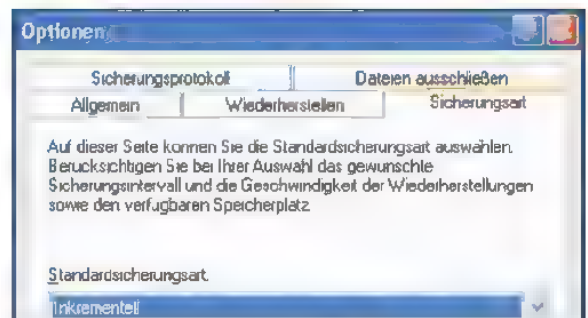 Optionen
Sicherungsprotokoll Dateien ausschließen
Allgemein Wiederherstellen Sicherungsart
Auf dieser Seite können Sie die Standardsicherungsart auswählen.
Berücksichtigen Sie bei Ihrer Auswahl das gewünschte
Sicherungsintervall und die Geschwindigkeit der Wiederherstellungen
sowie den verfügbaren Speicherplatz.
Standardsicherungsart:
Inkrementell